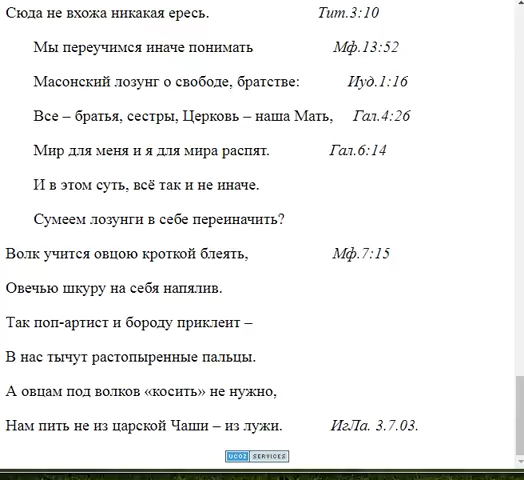 Сюда не вхожа никакая ересь. Тит.3:10
Мы переучимся иначе понимать Мф.13:52
Масонский лозунг о свободе, братстве: Иуд.1:16
Все – братья, сестры, Церковь – наша Мать, Гал.4:26
Мир для меня и я для мира распят. Гал.6:14
И в этом суть, всё так и не иначе.
Сумеем лозунги в себе переиначить?
Волк учится овцою кроткой блеять, Мф.7:15
Овечью шкуру на себя напялив.
Так поп-артист и бороду приклеит –
В нас тычут растопыренные пальцы.
А овцам под волков «косить» не нужно,
Нам пить не из царской Чаши – из лужи. ИгЛа. 3.7.03.
UCOZ SERVICES